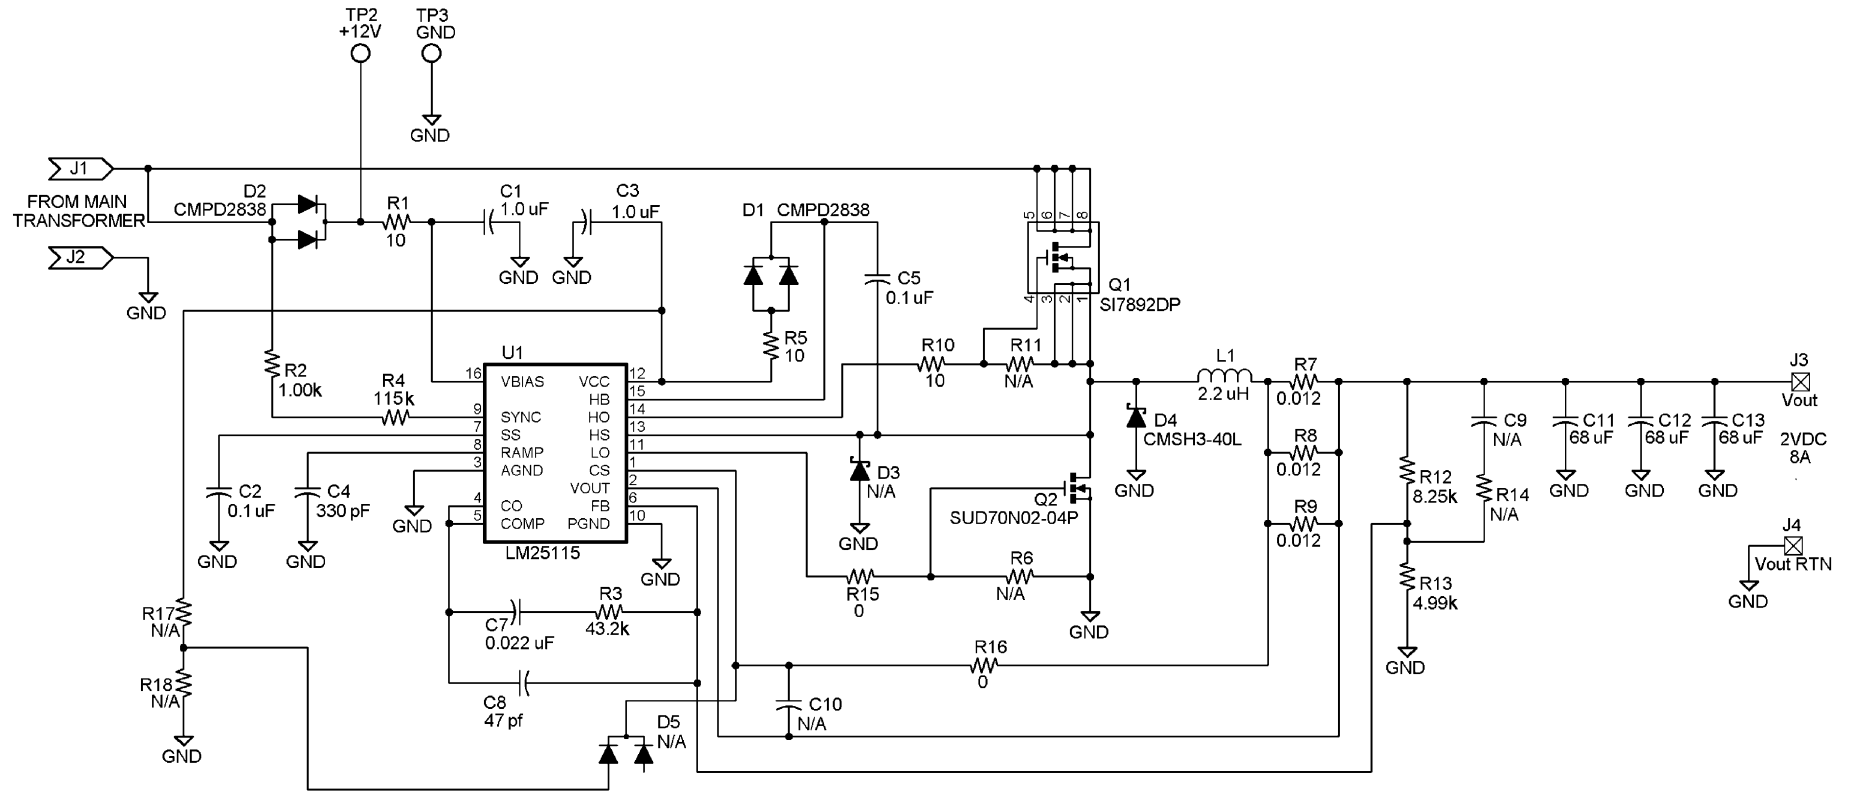 TP2
+12V
TP3
GND
GND
J1
FROM MAIN
TRANSFORMER
J2
GND
D2
CMPD2838
R1
10
C1
1.0 uF
GND
C3
1.0 uF
GND
D1 CMPD2838
C5
0.1 uF
R5
10
5 6 7 8
4 3 2 1
Q1
SI7892DP
R2
1.00k
R4
115k
U1
16 VBIAS VCC 12
HB 15
9 SYNC HO 14
7 SS HS 13
8 RAMP LO 11
3 AGND CS 1
VOUT 2
4 CO FB 6
5 COMP PGND 10
LM25115
R10
10
R11
N/A
L1
2.2 uH
R7
0.012
R8
0.012
R9
0.012
J3
Vout
2VDC
8A
D4
CMSH3-40L
GND
D3
N/A
GND
Q2
SUD70N02-04P
C2
0.1 uF
GND
C4
330 pF
GND
GND
GND
R15
0
R6
N/A
GND
R12
8.25k
C9
N/A
R14
N/A
C11
68 uF
GND
C12
68 uF
GND
C13
68 uF
GND
R13
4.99k
GND
J4
Vout RTN
GND
R17
N/A
R18
N/A
GND
C7
0.022 uF
R3
43.2k
C8
47 pf
R16
0
C10
N/A
D5
N/A